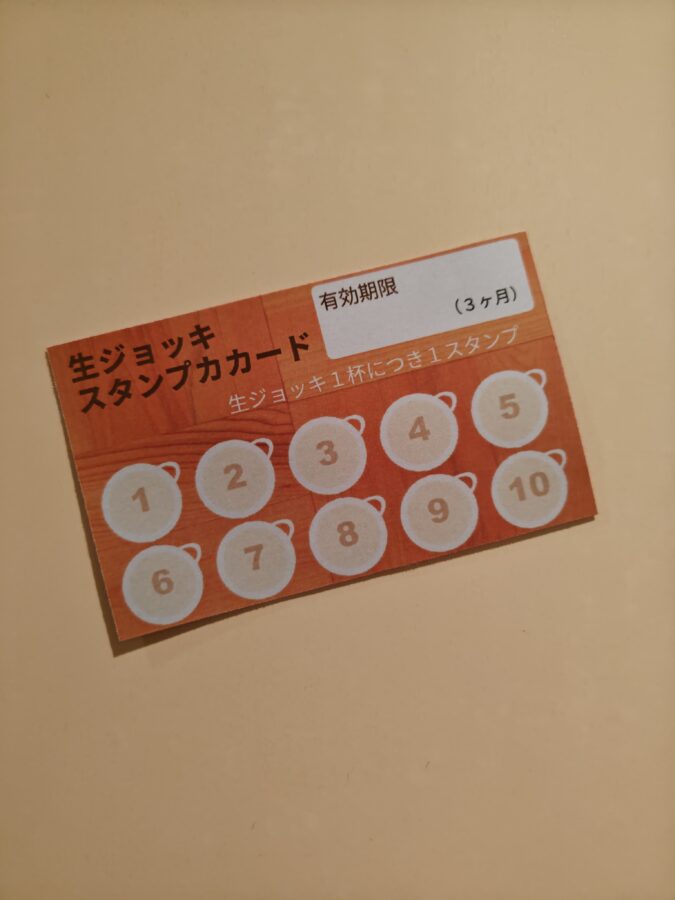 生ジョッキ
スタンプカカード
有効期限
（3ヶ月）
生ジョッキ1杯につき1スタンプ
1 2 3 4 5
6 7 8 9 10